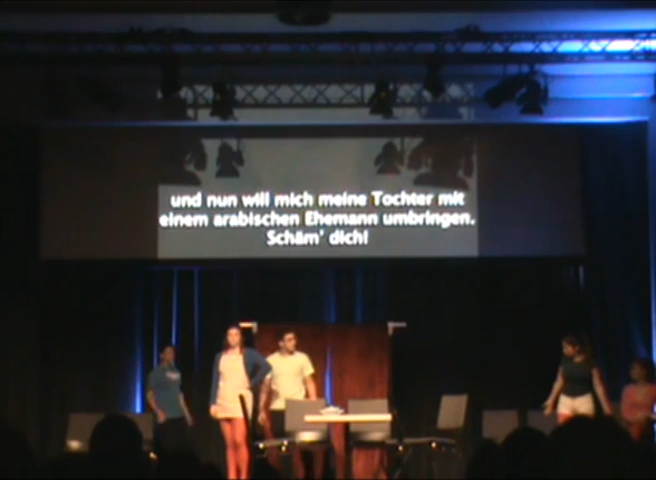 und nun will mich meine Tochter mit
einem arabischen Ehemann umbringen.
Schäm' dich!